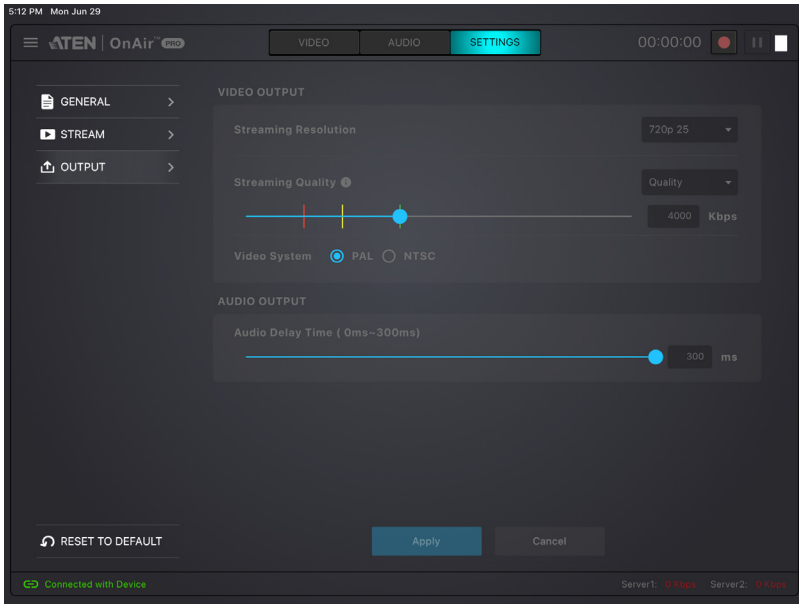 5:12 PM Mon Jun 29
ATEN OnAir™ PRO
VIDEO AUDIO SETTINGS 00:00:00
GENERAL
STREAM
OUTPUT
VIDEO OUTPUT
Streaming Resolution 720p 25
Streaming Quality Quality
4000 Kbps
Video System PAL NTSC
AUDIO OUTPUT
Audio Delay Time ( 0ms~300ms)
300 ms
RESET TO DEFAULT
Apply Cancel
Connected with Device Server1: 0 Kbps Server2: 0 Kbps